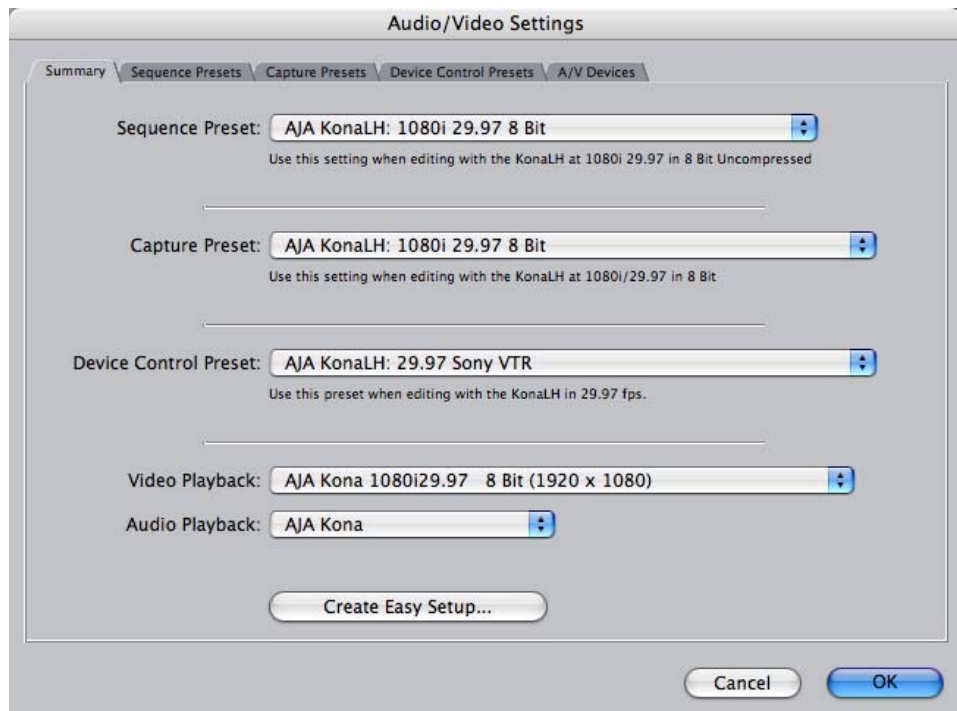 Audio/Video Settings
Summary Sequence Presets Capture Presets Device Control Presets A/V Devices
Sequence Preset: AJA KonaLH: 1080i 29.97 8 Bit
Use this setting when editing with the KonaLH at 1080i 29.97 in 8 Bit Uncompressed
Capture Preset: AJA KonaLH: 1080i 29.97 8 Bit
Use this setting when editing with the KonaLH at 1080i/29.97 in 8 Bit
Device Control Preset: AJA KonaLH: 29.97 Sony VTR
Use this preset when editing with the KonaLH in 29.97 fps.
Video Playback: AJA Kona 1080i29.97 8 Bit (1920 x 1080)
Audio Playback: AJA Kona
Create Easy Setup...
Cancel OK